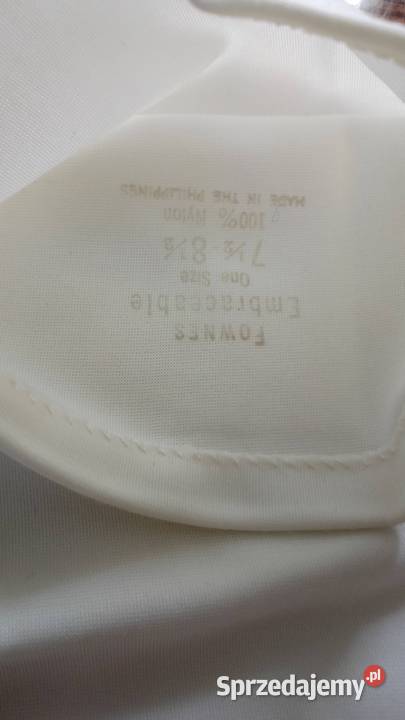 FOWNES
Embraceable
One Size
7½-8½
100% Nylon
MADE IN THE PHILIPPINES
Sprzedajemy.pl